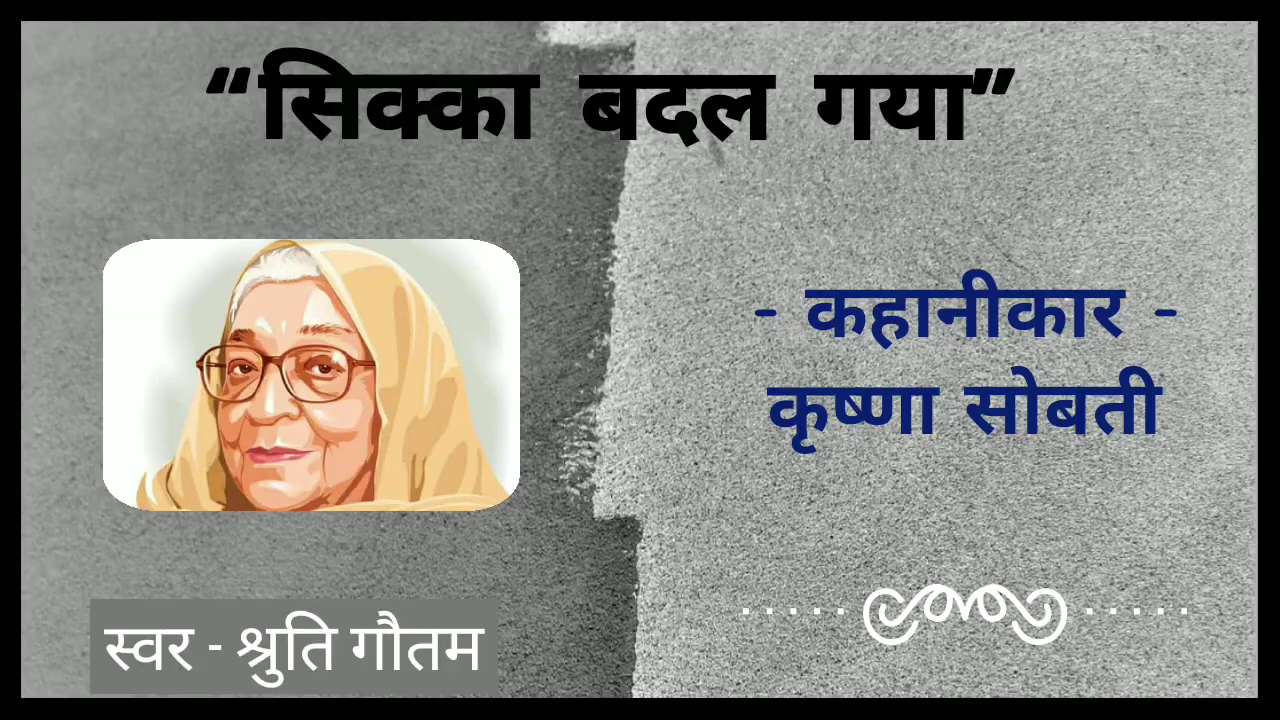 “सिक्का बदल गया”
- कहानीकार -
कृष्णा सोबती
स्वर - श्रुति गौतम